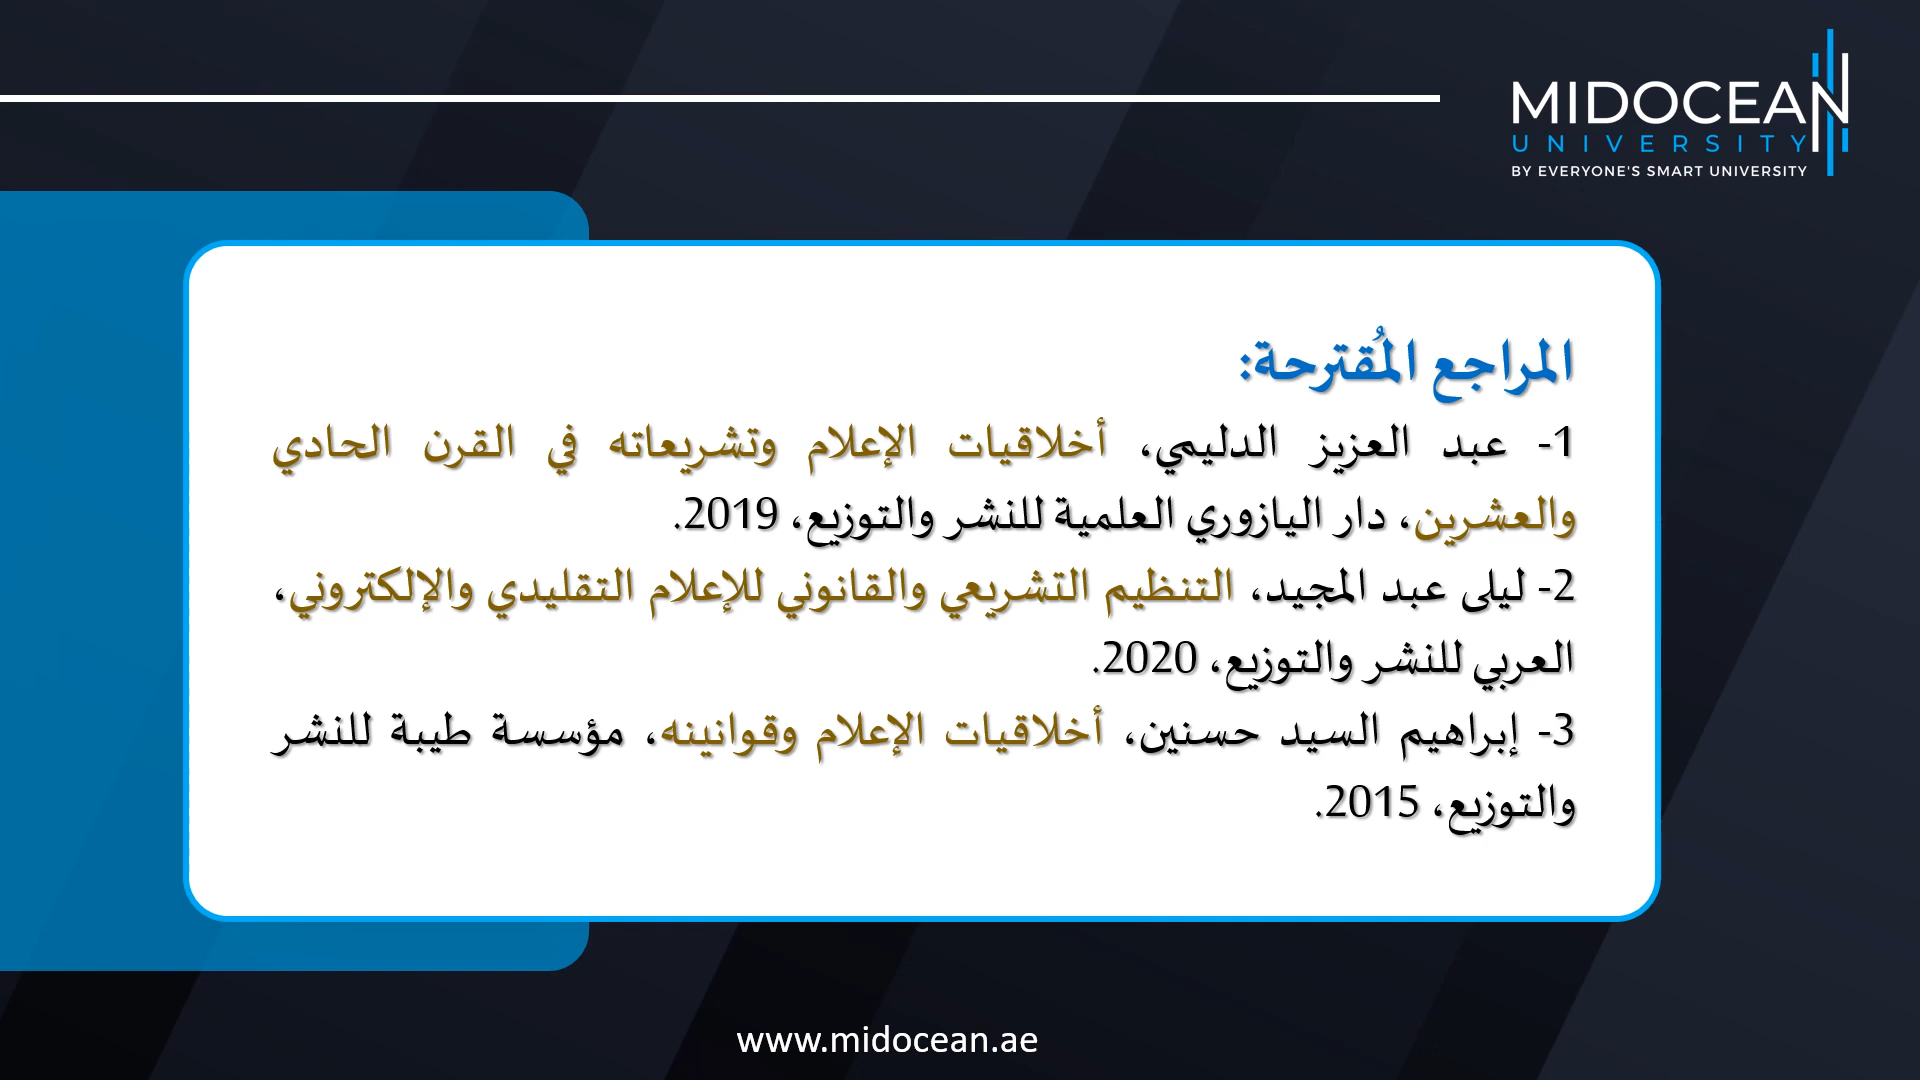 MIDOCEAN
UNIVERSITY
BY EVERYONE'S SMART UNIVERSITY
المراجع المُقترحة:
1- عبد العزيز الدليمي، أخلاقيات الإعلام وتشريعاته في القرن الحادي
والعشرين، دار اليازوري العلمية للنشر والتوزيع، 2019.
2- ليلى عبد المجيد، التنظيم التشريعي والقانوني للإعلام التقليدي والإلكتروني،
العربي للنشر والتوزيع، 2020.
3- إبراهيم السيد حسنين، أخلاقيات الإعلام وقوانينه، مؤسسة طيبة للنشر
والتوزيع، 2015.
www.midocean.ae